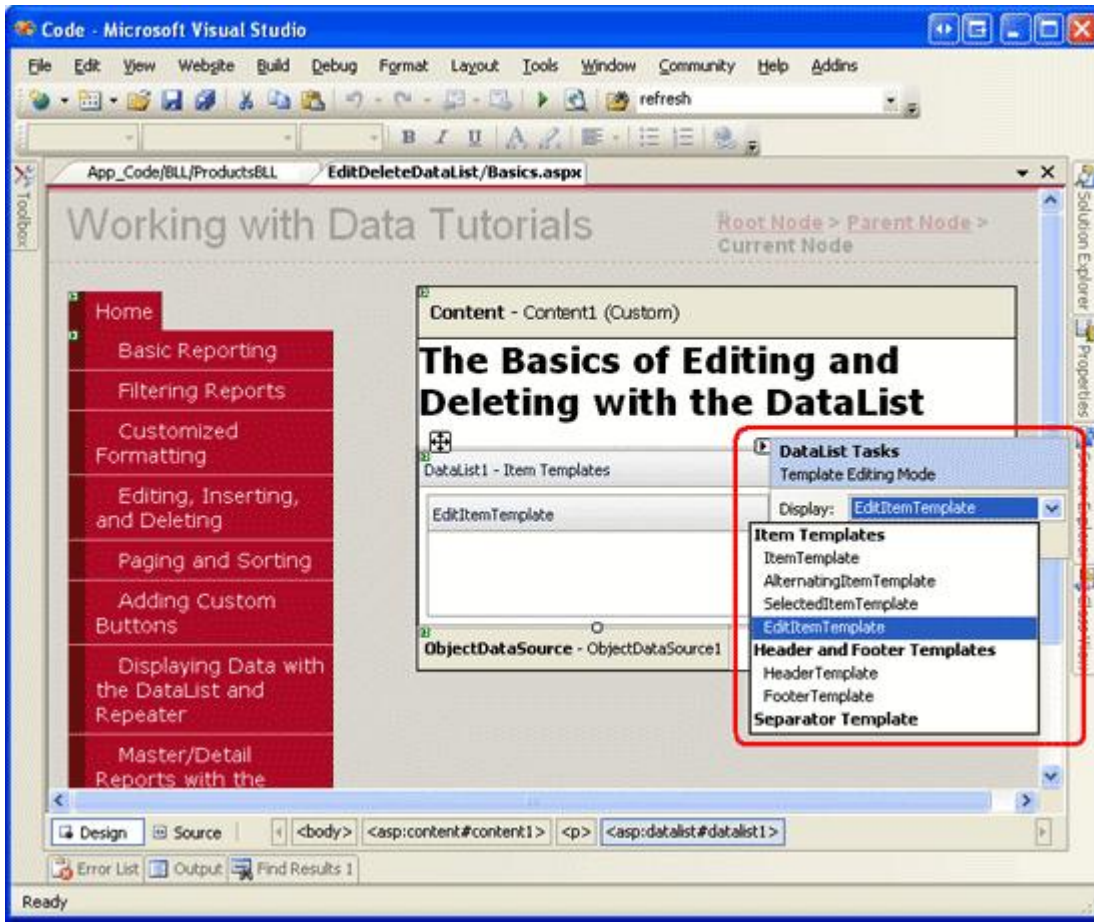 Code - Microsoft Visual Studio
File Edit View Website Build Debug Format Layout Tools Window Community Help Addins
refresh
B I U A
App_Code/BLL/ProductsBLL EditDeleteDataList/Basics.aspx
Toolbox
Solution Explorer
Properties
Server Explorer
Class View
Working with Data Tutorials
Root Node > Parent Node >
Current Node
Home
Basic Reporting
Filtering Reports
Customized
Formatting
Editing, Inserting,
and Deleting
Paging and Sorting
Adding Custom
Buttons
Displaying Data with
the DataList and
Repeater
Master/Detail
Reports with the
Content - Content1 (Custom)
The Basics of Editing and
Deleting with the DataList
DataList1 - Item Templates
EditItemTemplate
ObjectDataSource - ObjectDataSource1
DataList Tasks
Template Editing Mode
Display: EditItemTemplate
Item Templates
ItemTemplate
AlternatingItemTemplate
SelectedItemTemplate
EditItemTemplate
Header and Footer Templates
HeaderTemplate
FooterTemplate
Separator Template
Design Source <body> <asp:content#content1> <p> <asp:datalist#datalist1>
Error List Output Find Results 1
Ready